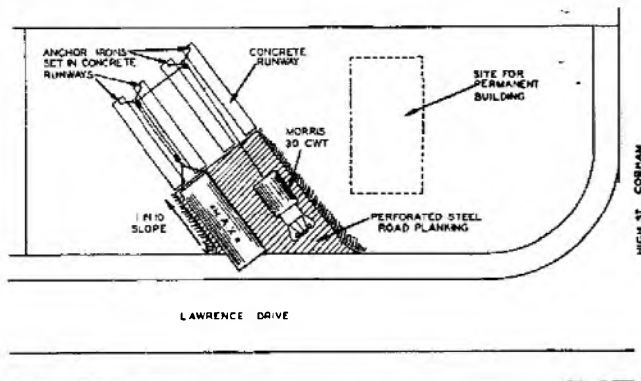 ANCHOR IRONS
SET IN CONCRETE
RUNWAYS
CONCRETE
RUNWAY
SITE FOR
PERMANENT
BUILDING
MORRIS
30 CWT
1 IN 10
SLOPE
M.A.X.
PERFORATED STEEL
ROAD PLANKING
HIGH ST. COBHAM
LAWRENCE DRIVE